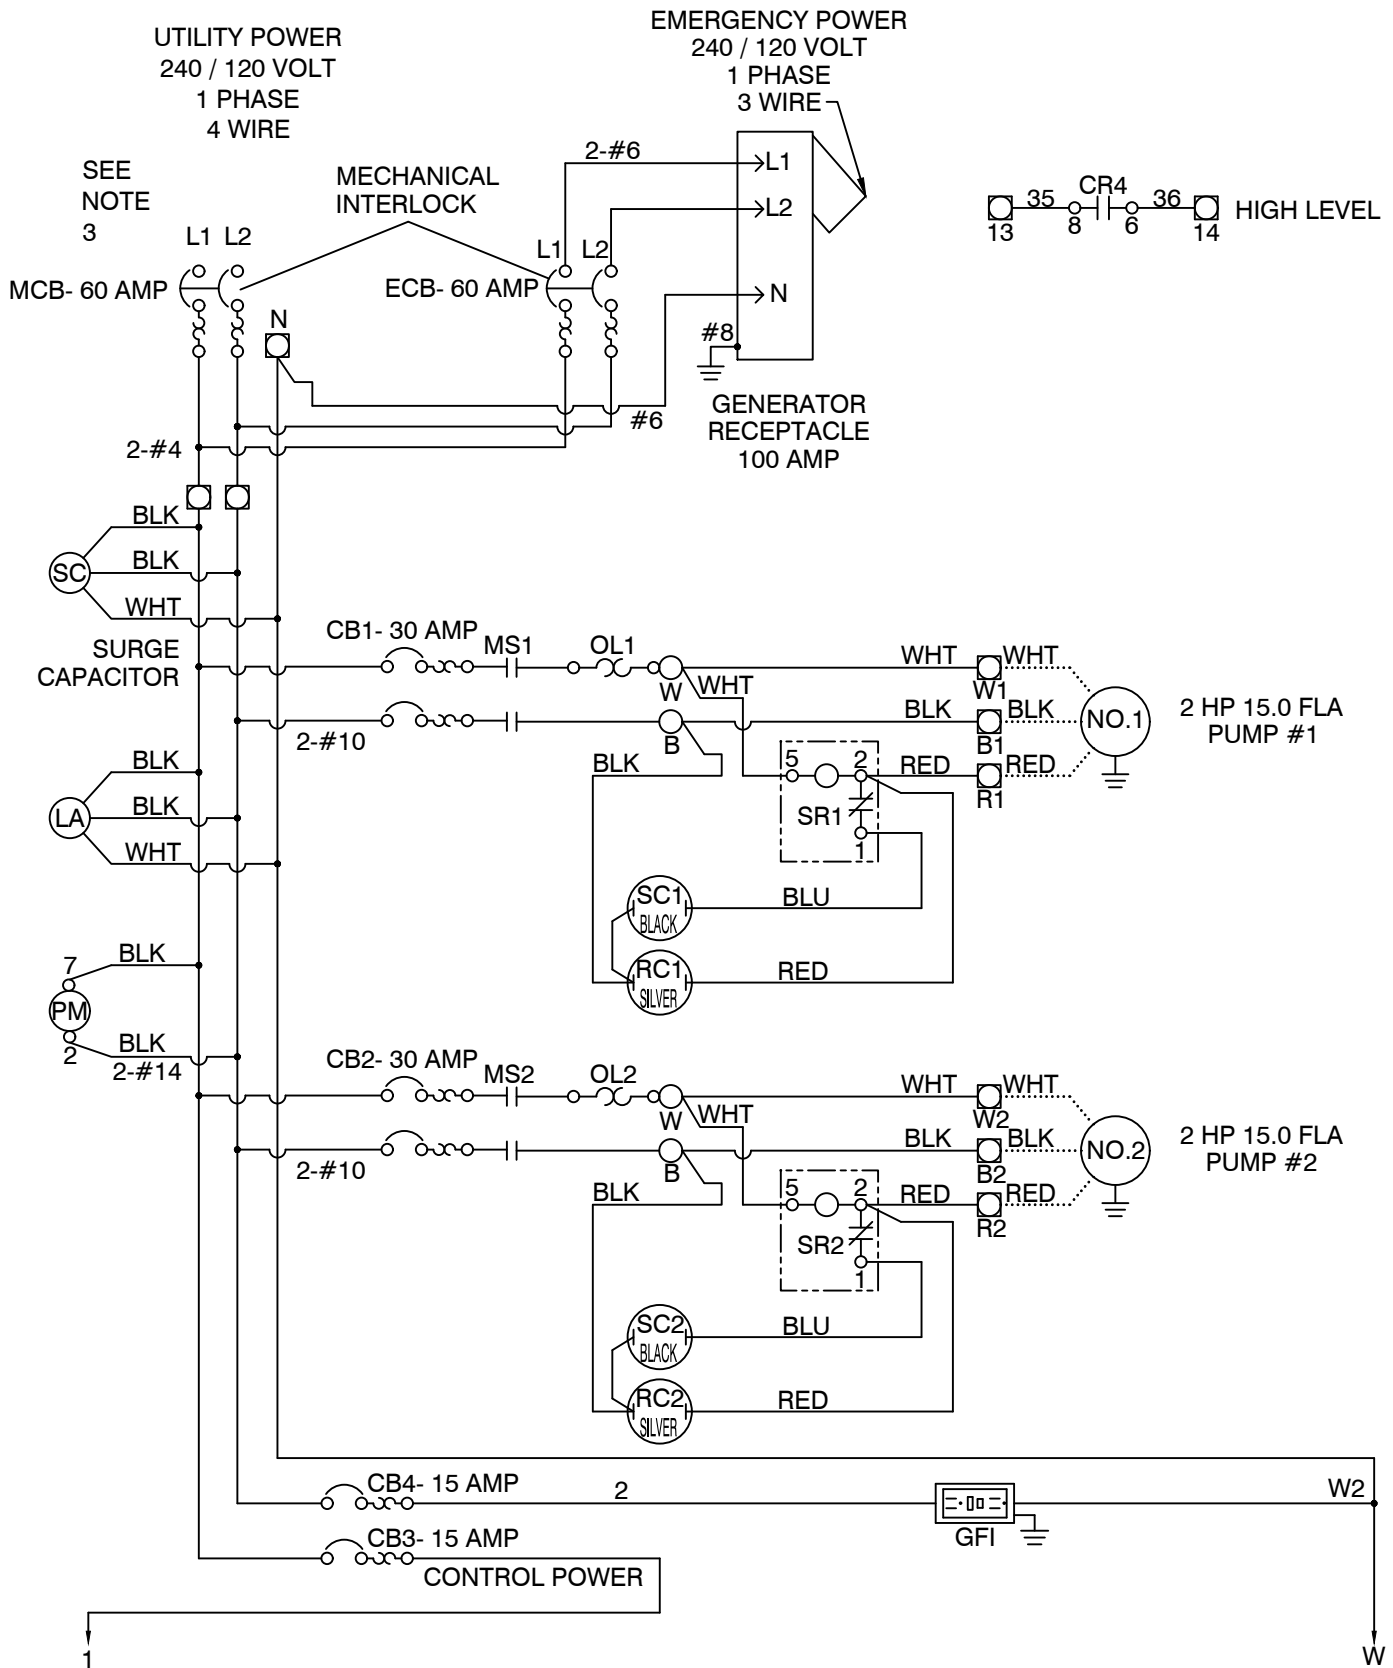 UTILITY POWER
240 / 120 VOLT
1 PHASE
4 WIRE
EMERGENCY POWER
240 / 120 VOLT
1 PHASE
3 WIRE
SEE
NOTE
3
MECHANICAL
INTERLOCK
2-#6
L1
L2
N
35 CR4 36
13 8 6 14
HIGH LEVEL
L1 L2
MCB- 60 AMP
L1 L2
ECB- 60 AMP
N
#8
#6
GENERATOR
RECEPTACLE
100 AMP
2-#4
BLK
SC
BLK
WHT
SURGE
CAPACITOR
CB1- 30 AMP
MS1
OL1
W
WHT
WHT
W1
WHT
2-#10
B
BLK
B1
BLK
NO.1
2 HP 15.0 FLA
PUMP #1
BLK
5 2
RED
R1
RED
SR1
1
BLK
LA
BLK
WHT
SC1
BLACK
BLU
RC1
SILVER
RED
7
BLK
PM
2
BLK
2-#14
CB2- 30 AMP
MS2
OL2
W
WHT
WHT
W2
WHT
2-#10
B
BLK
B2
BLK
NO.2
2 HP 15.0 FLA
PUMP #2
BLK
5 2
RED
R2
RED
SR2
1
SC2
BLACK
BLU
RC2
SILVER
RED
CB4- 15 AMP
2
GFI
W2
CB3- 15 AMP
CONTROL POWER
1
W